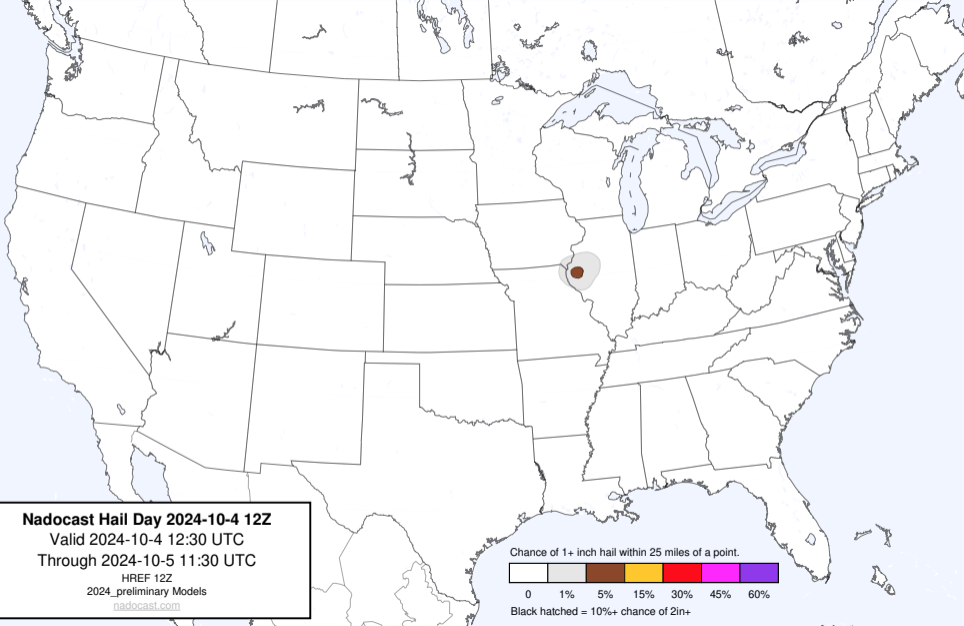 Nadocast Hail Day 2024-10-4 12Z
Valid 2024-10-4 12:30 UTC
Through 2024-10-5 11:30 UTC
HREF 12Z
2024_preliminary Models
nadocast.com
Chance of 1+ inch hail within 25 miles of a point.
0 1% 5% 15% 30% 45% 60%
Black hatched = 10%+ chance of 2in+